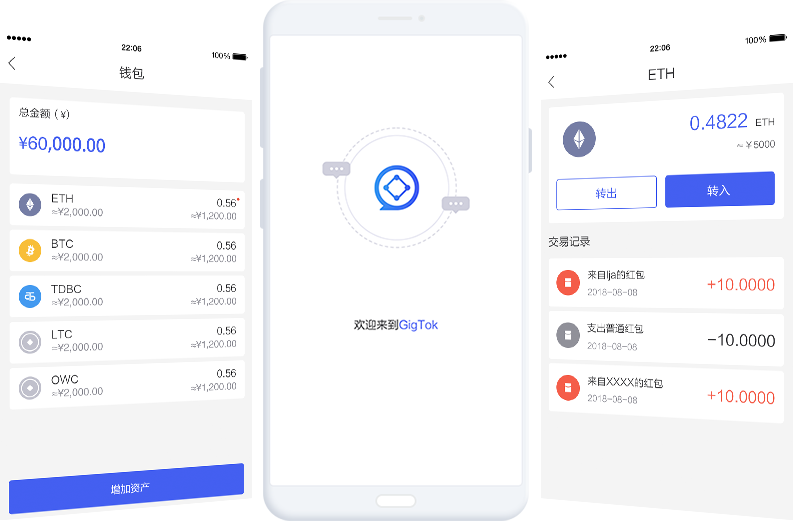 22:06
100%
钱包
总金额 (¥)
¥60,000.00
ETH
0.56
≈¥2,000.00
≈¥1,200.00
BTC
0.56
≈¥2,000.00
≈¥1,200.00
TDBC
0.56
≈¥2,000.00
≈¥1,200.00
LTC
0.56
≈¥2,000.00
≈¥1,200.00
OWC
0.56
≈¥2,000.00
≈¥1,200.00
增加资产
欢迎来到GigTok
22:06
100%
ETH
0.4822 ETH
≈ ¥5000
转出
转入
交易记录
来自lja的红包
2018-08-08
+10.0000
支出普通红包
2018-08-08
-10.0000
来自XXXX的红包
2018-08-08
+10.0000